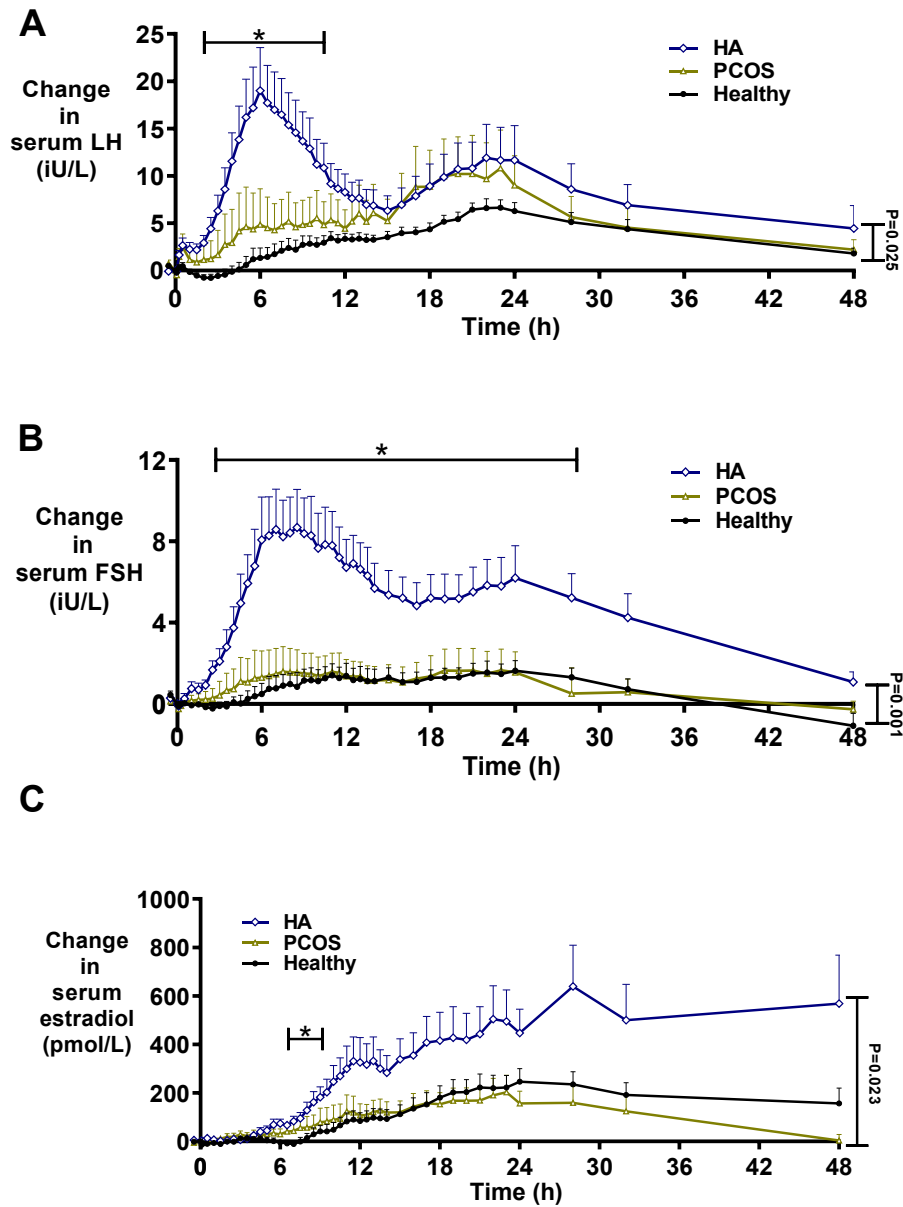 A
Change
in
serum LH
(iU/L)
25
20
15
10
5
0
*
HA
PCOS
Healthy
P=0.025
0 6 12 18 24 30 36 42 48
Time (h)
B
Change
in
serum FSH
(iU/L)
12
8
4
0
*
HA
PCOS
Healthy
P=0.001
0 6 12 18 24 30 36 42 48
Time (h)
C
Change
in
serum
estradiol
(pmol/L)
1000
800
600
400
200
0
HA
PCOS
Healthy
*
P=0.023
0 6 12 18 24 30 36 42 48
Time (h)